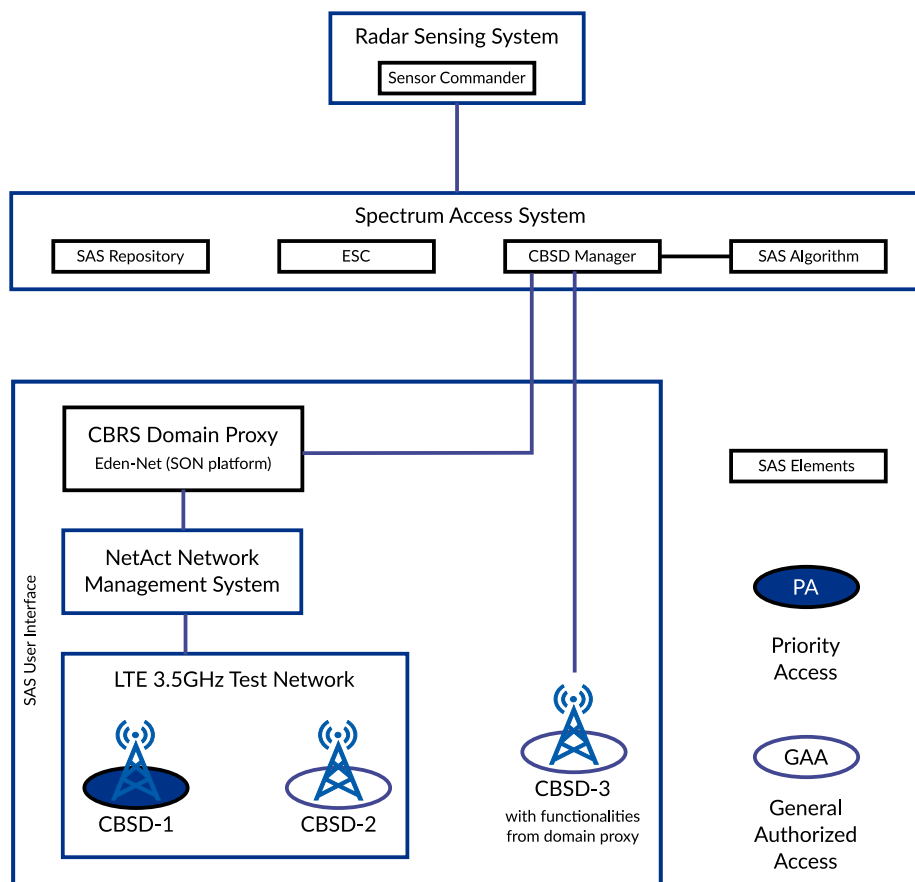 Radar Sensing System
Sensor Commander
Spectrum Access System
SAS Repository
ESC
CBSD Manager
SAS Algorithm
SAS User Interface
CBRS Domain Proxy
Eden-Net (SON platform)
NetAct Network
Management System
LTE 3.5GHz Test Network
CBSD-1
CBSD-2
CBSD-3
with functionalities
from domain proxy
SAS Elements
PA
Priority
Access
GAA
General
Authorized
Access